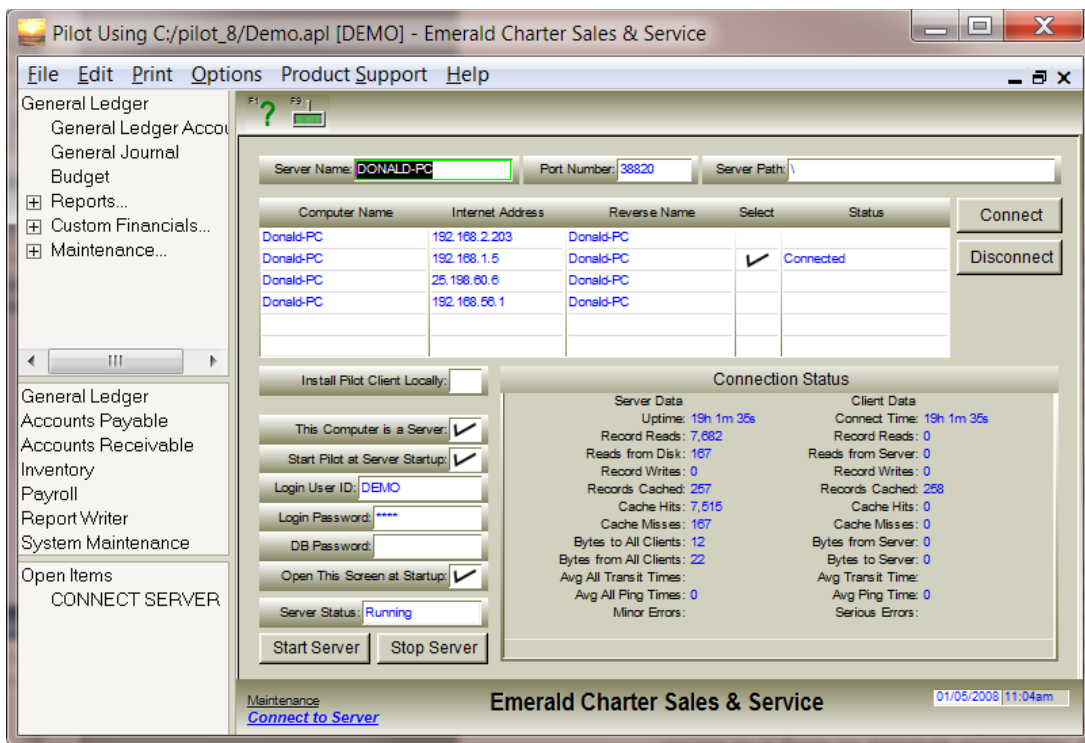 Pilot Using C:/pilot_8/Demo.apl [DEMO] - Emerald Charter Sales & Service
File Edit Print Options Product Support Help
General Ledger
General Ledger Accou
General Journal
Budget
Reports...
Custom Financials...
Maintenance...
General Ledger
Accounts Payable
Accounts Receivable
Inventory
Payroll
Report Writer
System Maintenance
Open Items
CONNECT SERVER
F1 ? F9
Server Name: DONALD-PC Port Number: 38820 Server Path: \
Computer Name Internet Address Reverse Name Select Status
Donald-PC 192.168.2.203 Donald-PC
Donald-PC 192.168.1.5 Donald-PC Connected
Donald-PC 25.198.60.6 Donald-PC
Donald-PC 192.168.56.1 Donald-PC
Connect
Disconnect
Install Pilot Client Locally:
This Computer is a Server:
Start Pilot at Server Startup:
Login User ID: DEMO
Login Password: ****
DB Password:
Open This Screen at Startup:
Server Status: Running
Start Server Stop Server
Connection Status
Server Data Client Data
Uptime: 19h 1m 35s Connect Time: 19h 1m 35s
Record Reads: 7,682 Record Reads: 0
Reads from Disk: 167 Reads from Server: 0
Record Writes: 0 Record Writes: 0
Records Cached: 257 Records Cached: 258
Cache Hits: 7,515 Cache Hits: 0
Cache Misses: 167 Cache Misses: 0
Bytes to All Clients: 12 Bytes from Server: 0
Bytes from All Clients: 22 Bytes to Server: 0
Avg All Transit Times: Avg Transit Time:
Avg All Ping Times: 0 Avg Ping Time: 0
Minor Errors: Serious Errors:
Maintenance
Connect to Server
Emerald Charter Sales & Service
01/05/2008 11:04am